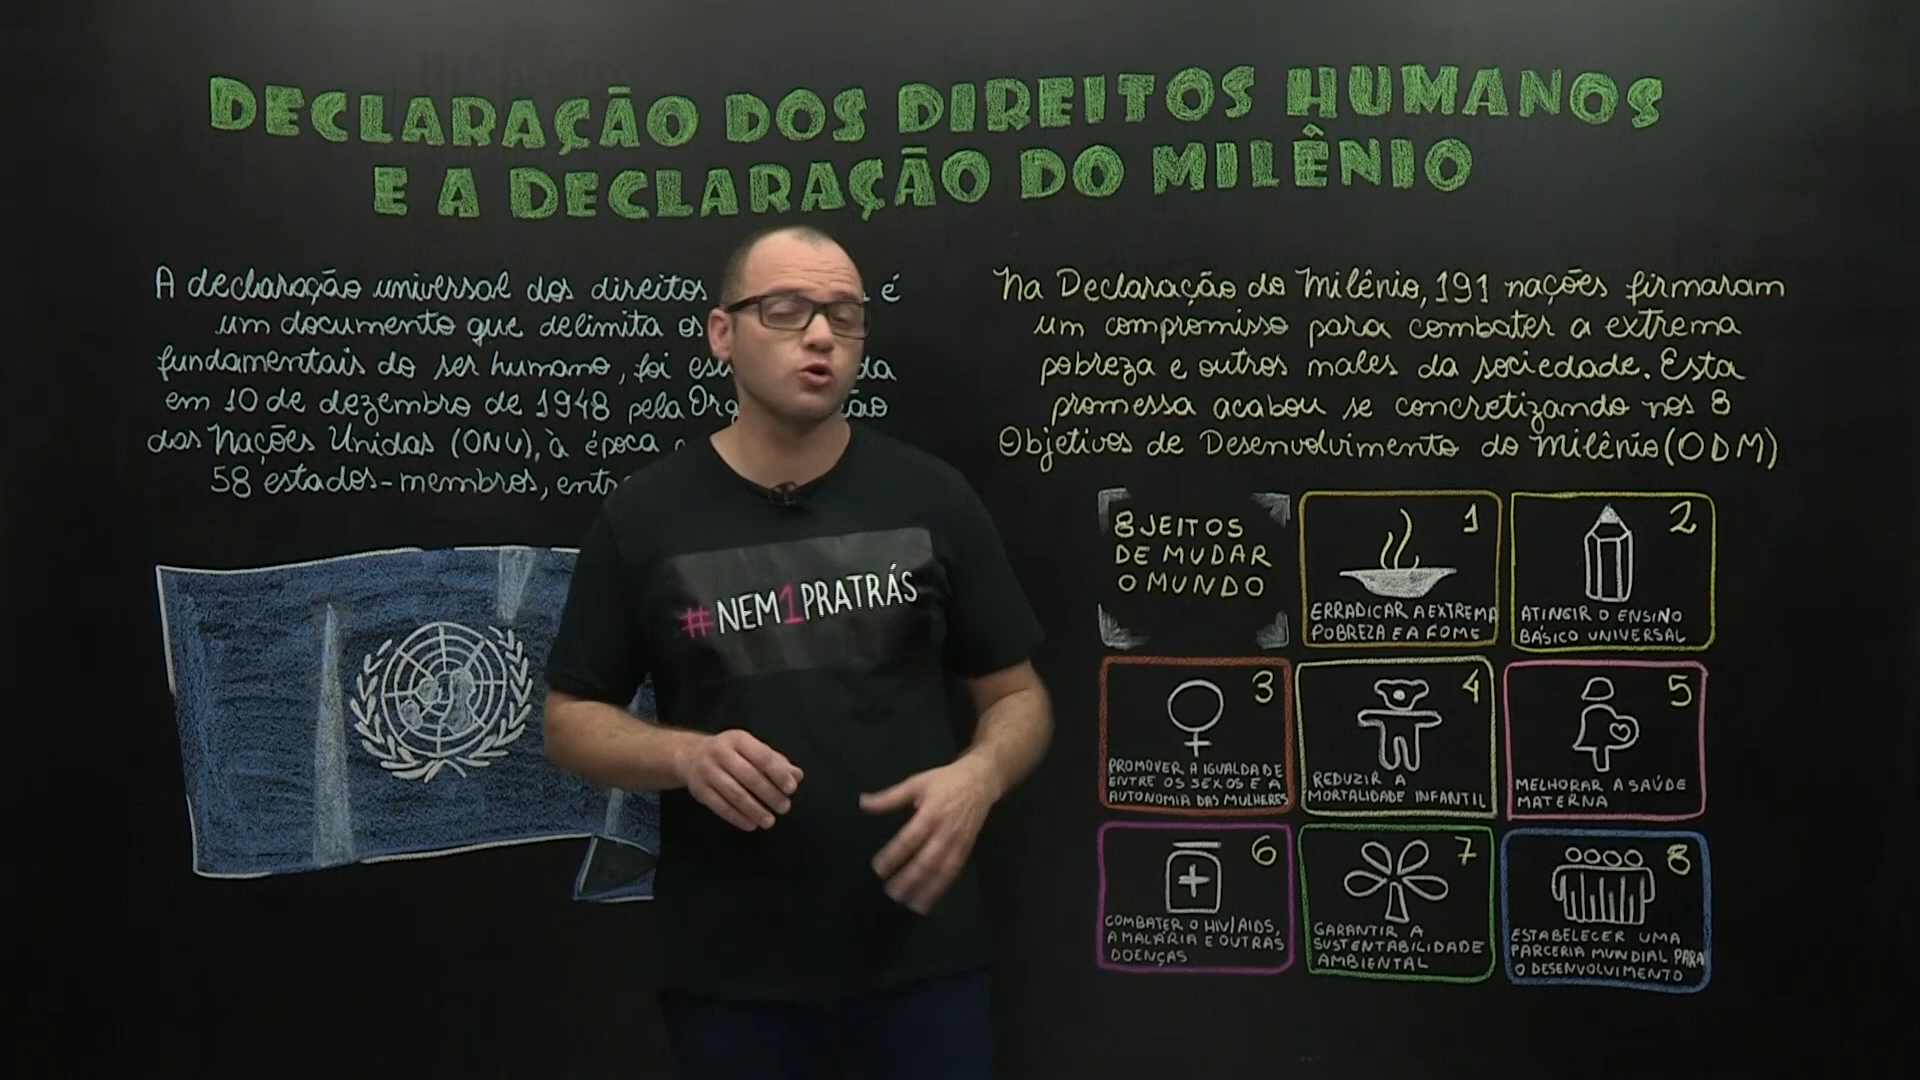 DECLARAÇÃO DOS DIREITOS HUMANOS
E A DECLARAÇÃO DO MILÊNIO
A declaração universal dos direitos é
um documento que delimita os
fundamentais do ser humano, foi
em 10 de dezembro de 1948 pela
das Nações Unidas (ONU), à época
58 estados-membros,
Na Declaração do Milênio, 191 nações firmaram
um compromisso para combater a extrema
pobreza e outros males da sociedade. Esta
promessa acabou se concretizando nos 8
Objetivos de Desenvolvimento do Milênio (ODM)
8 JEITOS
DE MUDAR
O MUNDO
1
ERRADICAR A EXTREMA
POBREZA E A FOME
2
ATINGIR O ENSINO
BÁSICO UNIVERSAL
3
PROMOVER A IGUALDADE
ENTRE OS SEXOS E A
AUTONOMIA DAS MULHERES
4
REDUZIR A
MORTALIDADE INFANTIL
5
MELHORAR A SAÚDE
MATERNA
6
COMBATER O HIV/AIDS,
A MALÁRIA E OUTRAS
DOENÇAS
7
GARANTIR A
SUSTENTABILIDADE
AMBIENTAL
8
ESTABELECER UMA
PARCERIA MUNDIAL PARA
O DESENVOLVIMENTO
#NEM1PRATRÁS